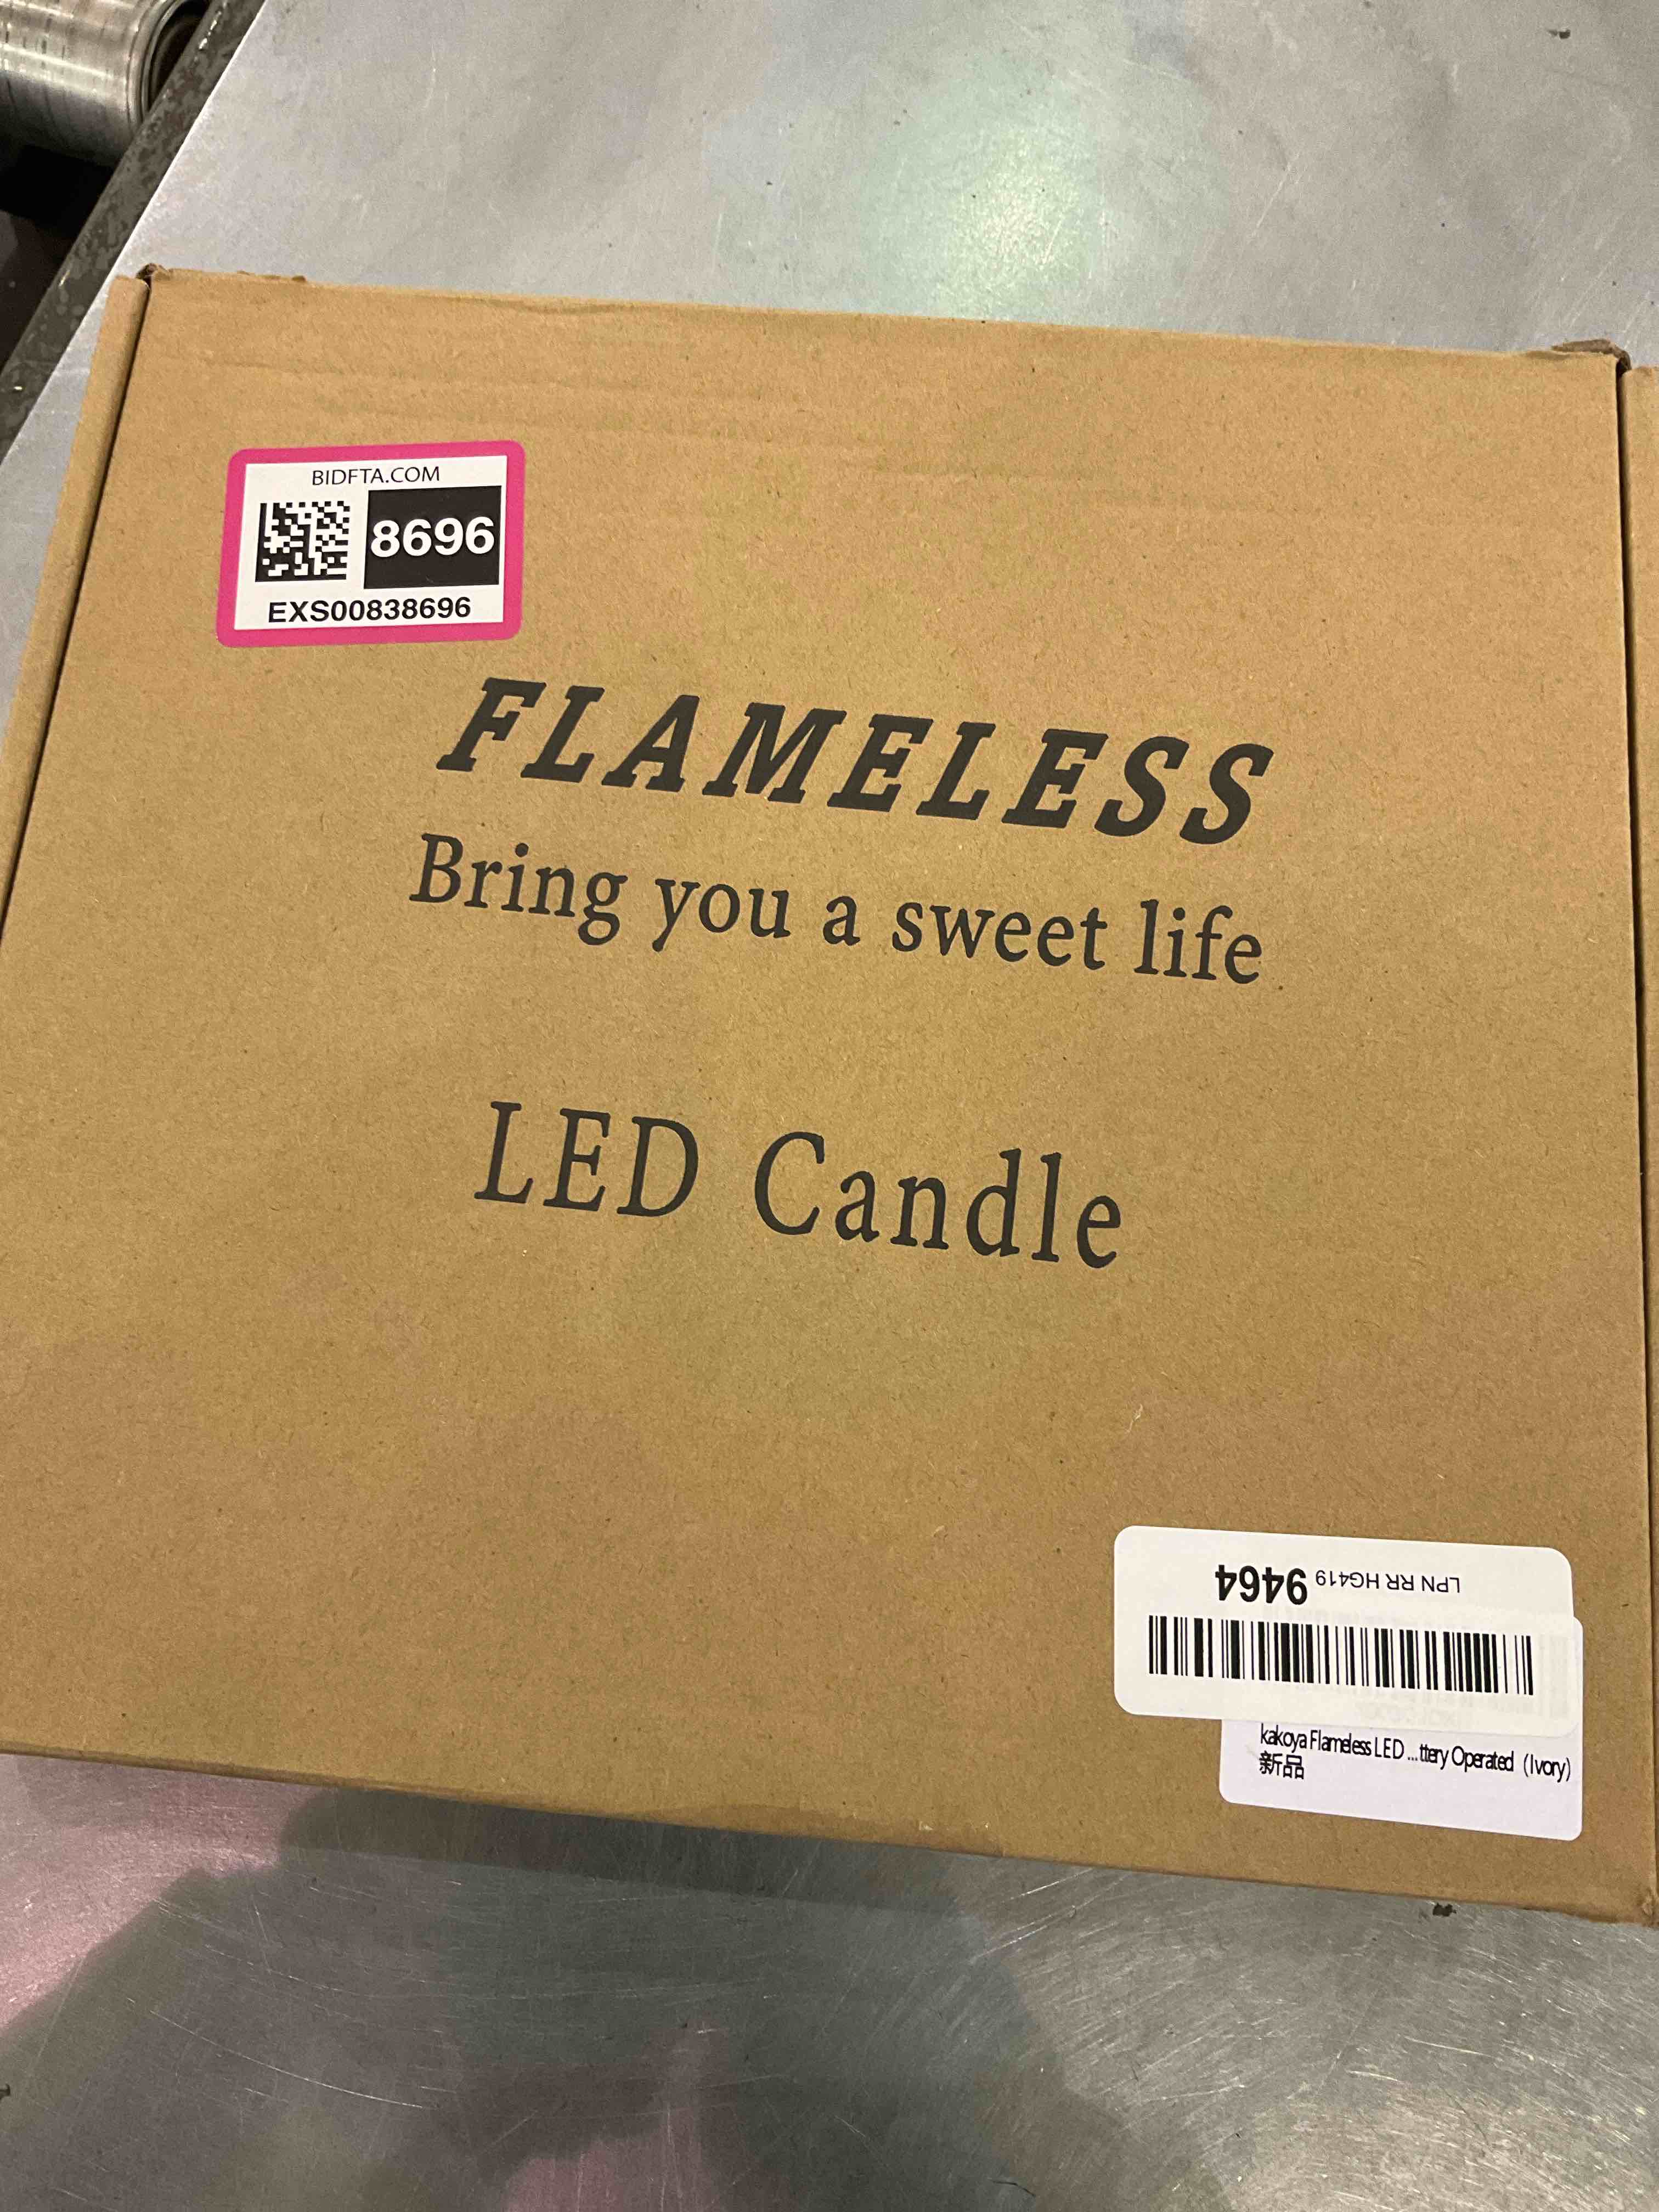 BIDFTA.COM
8696
EXS00838696
FLAMELESS
Bring you a sweet life
LED Candle
LPN RR HG419 9464
kakoya Flameless LED ...ttery Operated（Ivory）
新品